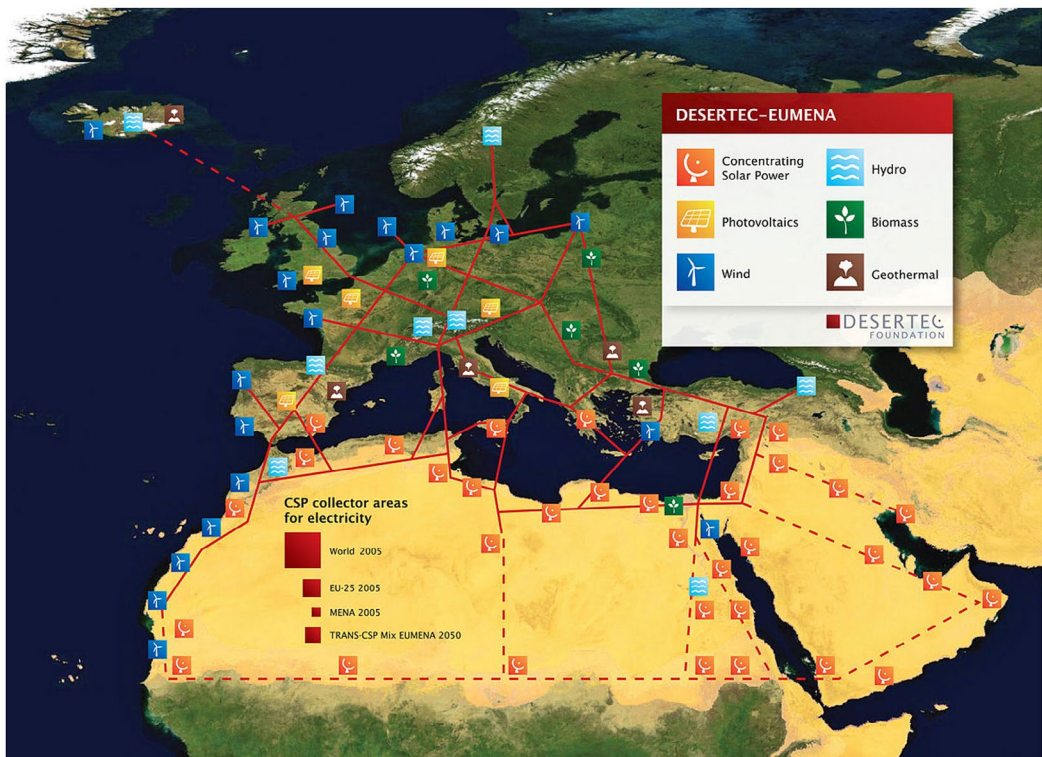 DESERTEC–EUMENA
Concentrating
Solar Power
Hydro
Photovoltaics
Biomass
Wind
Geothermal
DESERTEC
FOUNDATION
CSP collector areas
for electricity
World 2005
EU-25 2005
MENA 2005
TRANS-CSP Mix EUMENA 2050